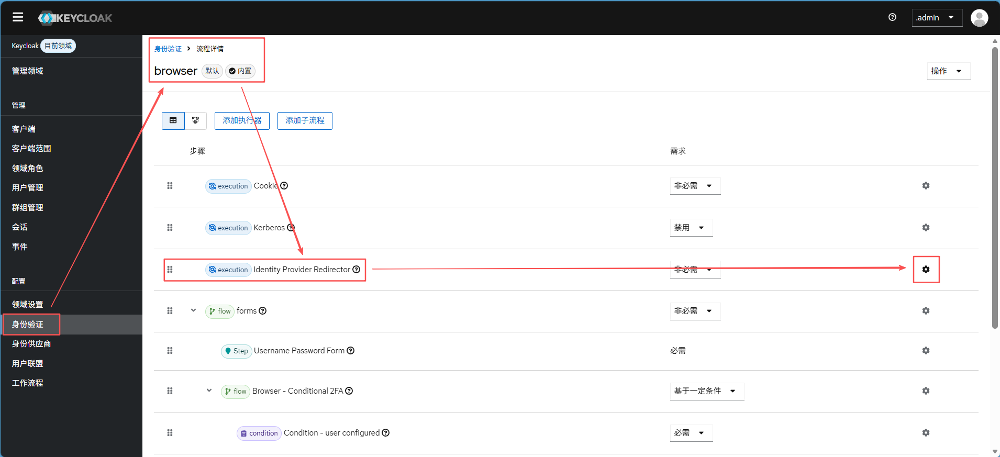 KEYCLOAK
.admin
Keycloak 目前领域
管理领域
管理
客户端
客户端范围
领域角色
用户管理
群组管理
会话
事件
配置
领域设置
身份验证
身份供应商
用户联盟
工作流程
身份验证 > 流程详情
browser 默认 内置
操作
添加执行器 添加子流程
步骤 需求
execution Cookie 非必需
execution Kerberos 禁用
execution Identity Provider Redirector 非必需
flow forms 非必需
Step Username Password Form 必需
flow Browser - Conditional 2FA 基于一定条件
condition Condition - user configured 必需